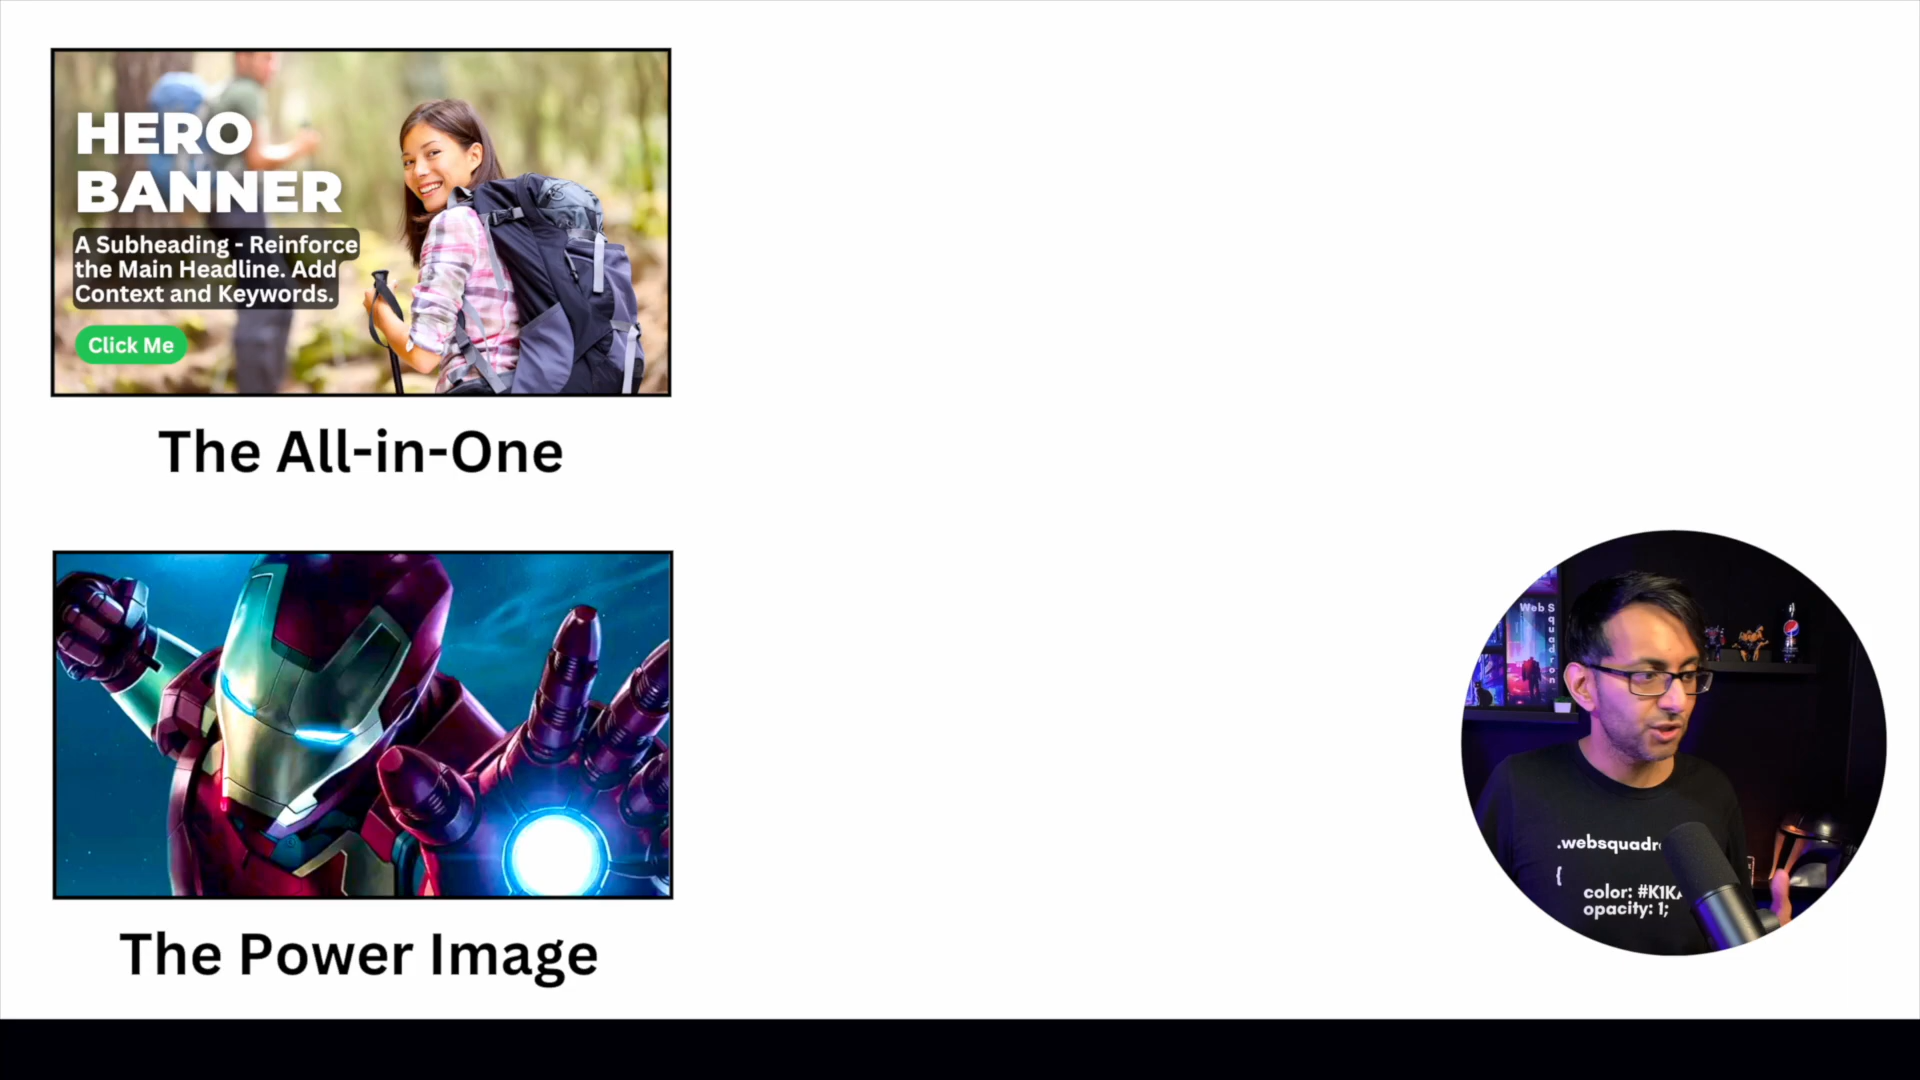 HERO
BANNER
A Subheading - Reinforce
the Main Headline. Add
Context and Keywords.
Click Me
The All-in-One
The Power Image
Web S
q
u
a
d
r
o
n
.websquadr
{
color: #K1K
opacity: 1;